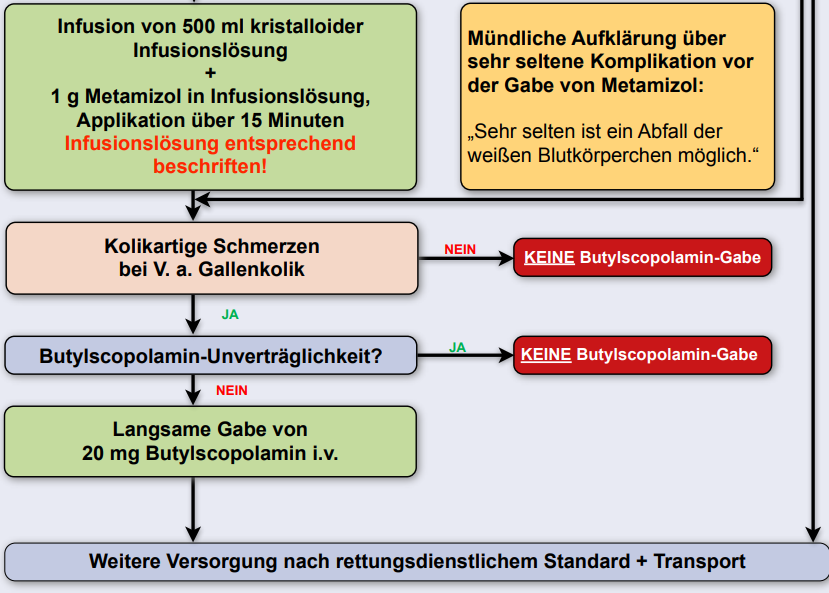 Infusion von 500 ml kristalloider
Infusionslösung
+
1 g Metamizol in Infusionslösung,
Applikation über 15 Minuten
Infusionslösung entsprechend
beschriften!
Mündliche Aufklärung über
sehr seltene Komplikation vor
der Gabe von Metamizol:
„Sehr selten ist ein Abfall der
weißen Blutkörperchen möglich.“
Kolikartige Schmerzen
bei V. a. Gallenkolik
NEIN
KEINE Butylscopolamin-Gabe
JA
Butylscopolamin-Unverträglichkeit?
JA
KEINE Butylscopolamin-Gabe
NEIN
Langsame Gabe von
20 mg Butylscopolamin i.v.
Weitere Versorgung nach rettungsdienstlichem Standard + Transport